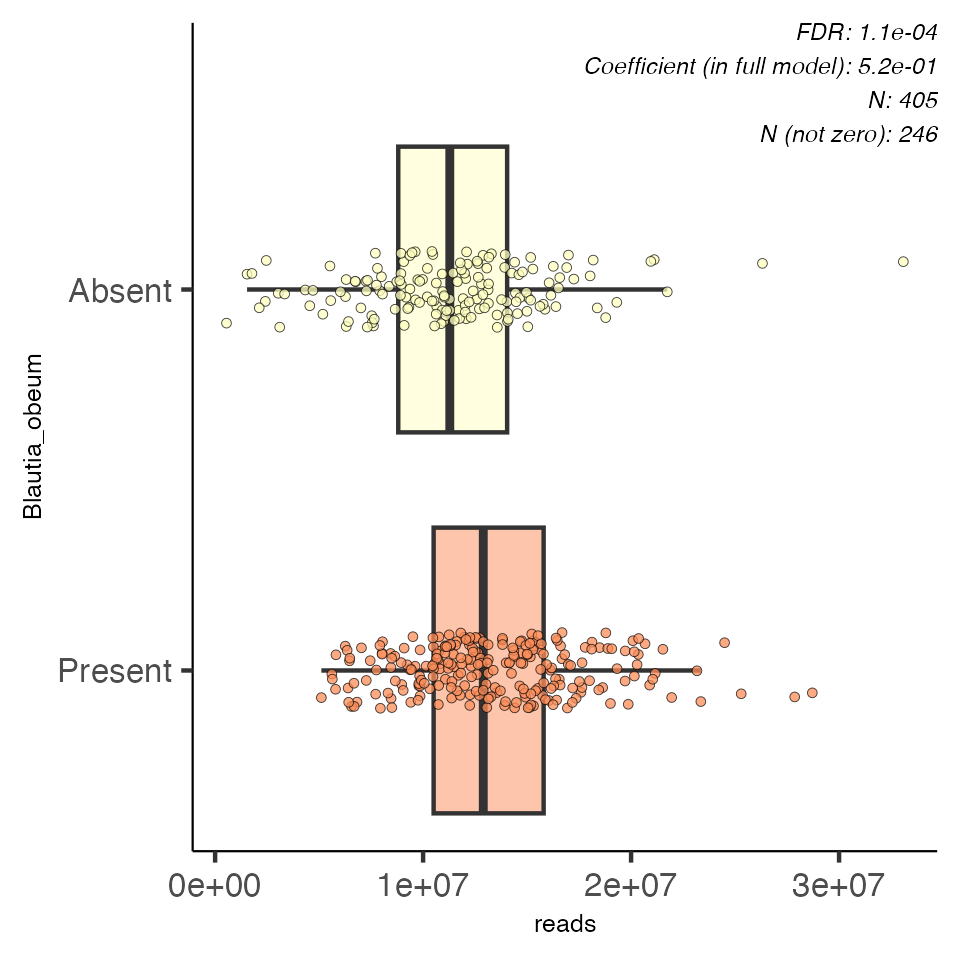 FDR: 1.1e-04
Coefficient (in full model): 5.2e-01
N: 405
N (not zero): 246
Absent
Present
Blautia_obeum
0e+00 1e+07 2e+07 3e+07
reads